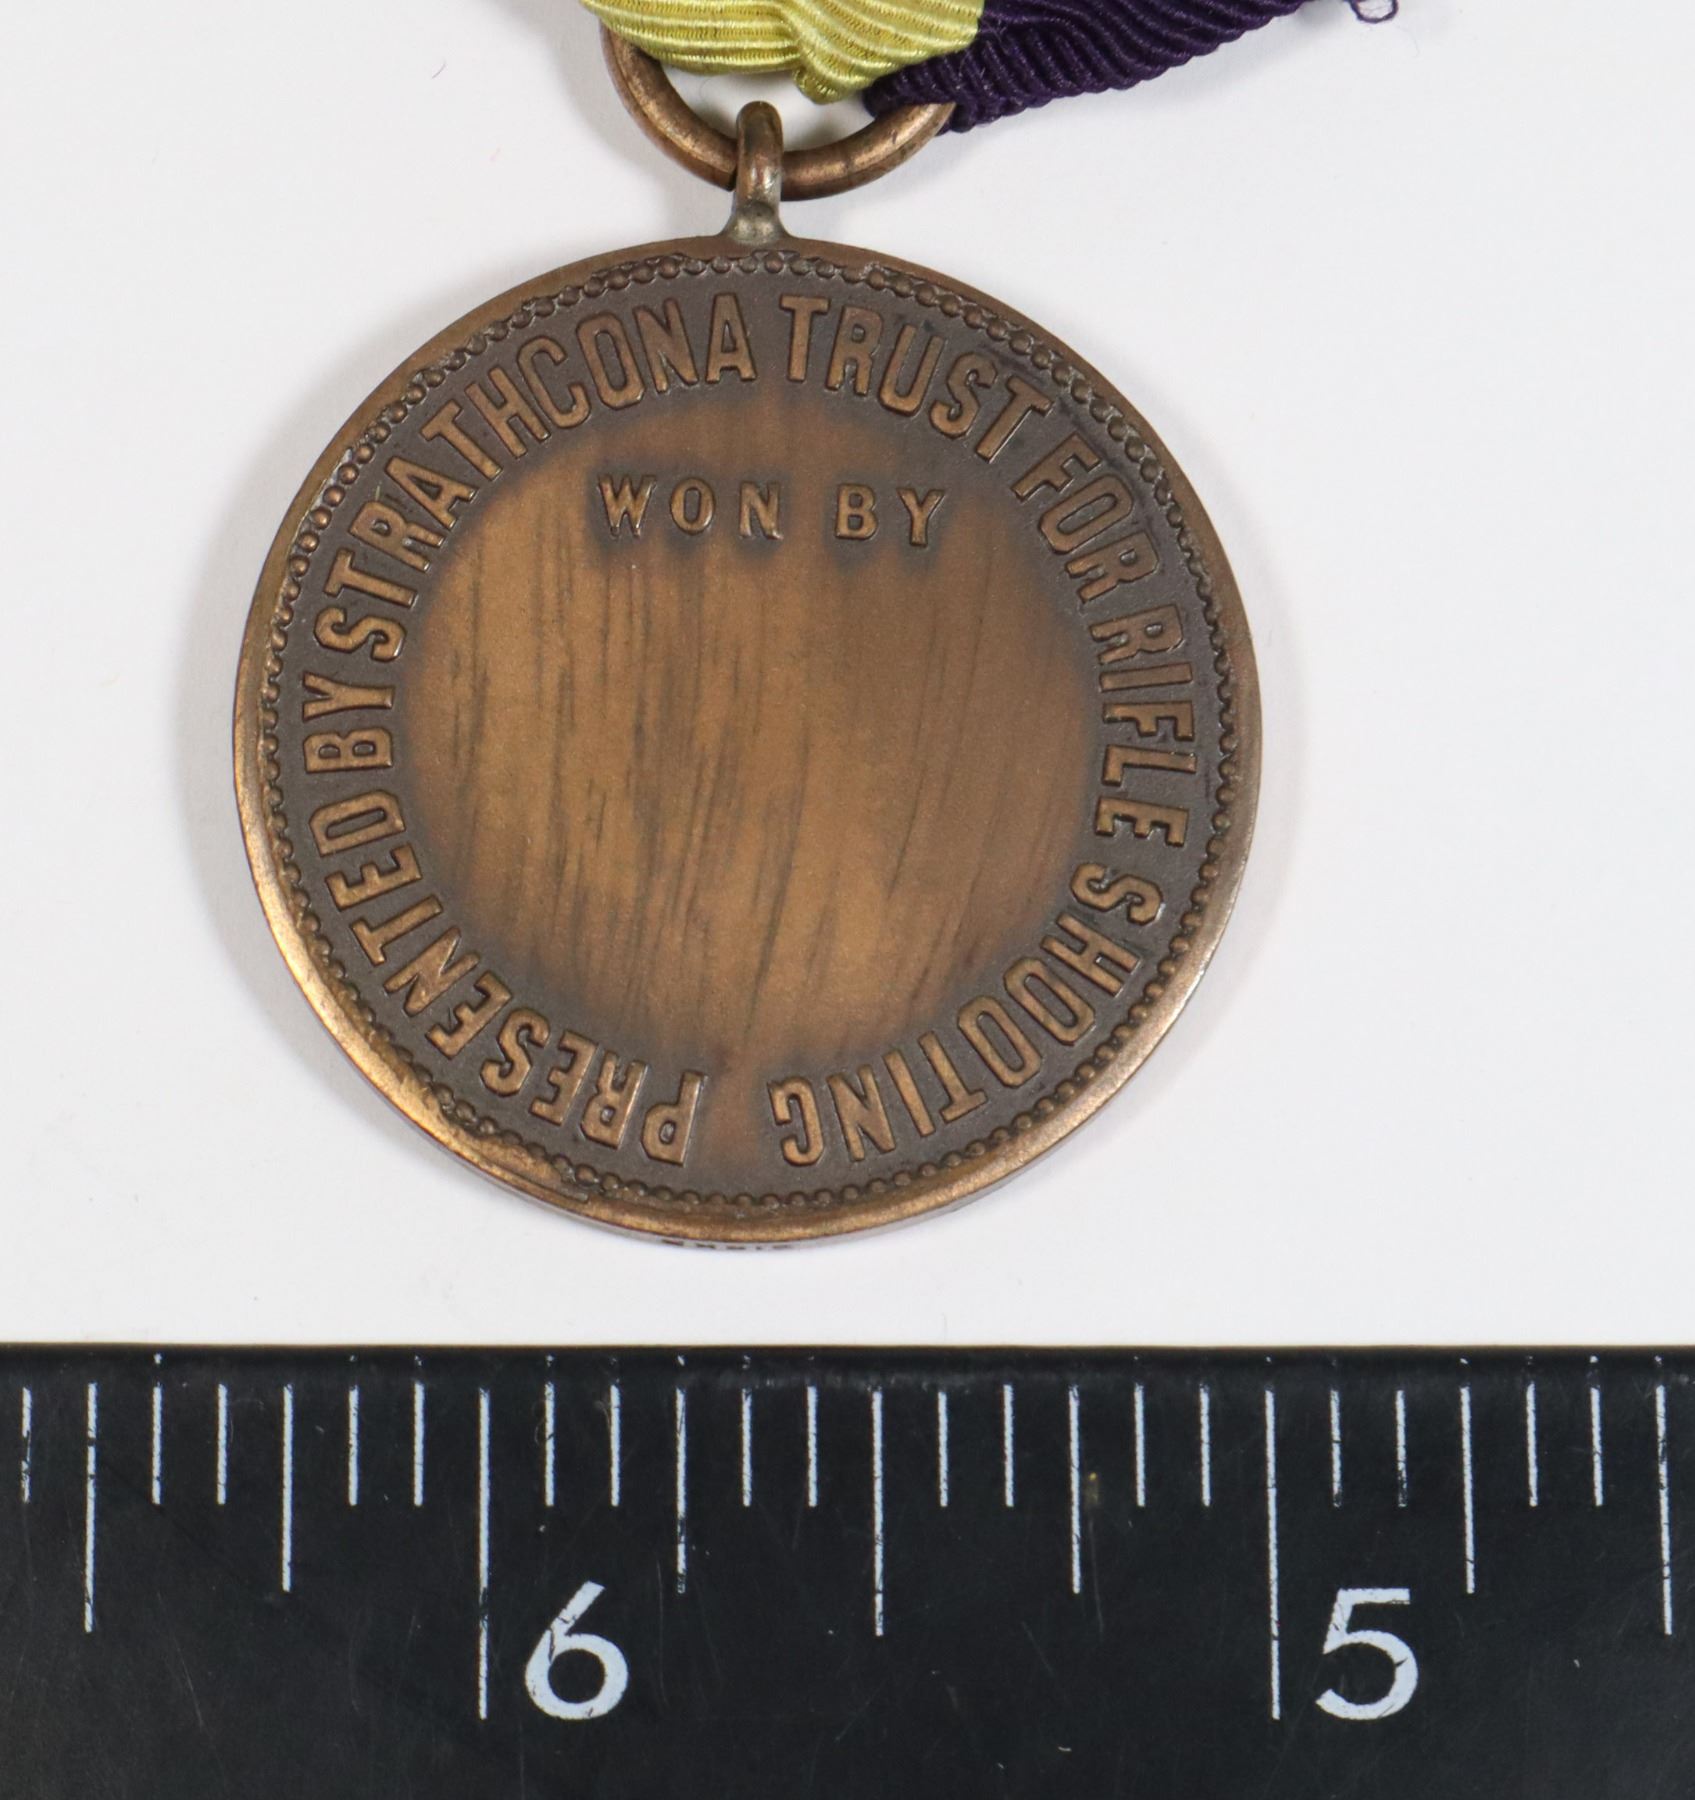 PRESENTED BY STRATHCONA TRUST FOR RIFLE SHOOTING
WON BY
6 5